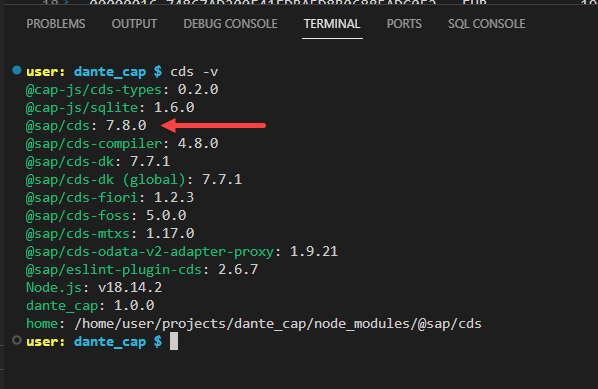 PROBLEMS OUTPUT DEBUG CONSOLE TERMINAL PORTS SQL CONSOLE
user: dante_cap $ cds -v
@cap-js/cds-types: 0.2.0
@cap-js/sqlite: 1.6.0
@sap/cds: 7.8.0
@sap/cds-compiler: 4.8.0
@sap/cds-dk: 7.7.1
@sap/cds-dk (global): 7.7.1
@sap/cds-fiori: 1.2.3
@sap/cds-foss: 5.0.0
@sap/cds-mtxs: 1.17.0
@sap/cds-odata-v2-adapter-proxy: 1.9.21
@sap/eslint-plugin-cds: 2.6.7
Node.js: v18.14.2
dante_cap: 1.0.0
home: /home/user/projects/dante_cap/node_modules/@sap/cds
user: dante_cap $